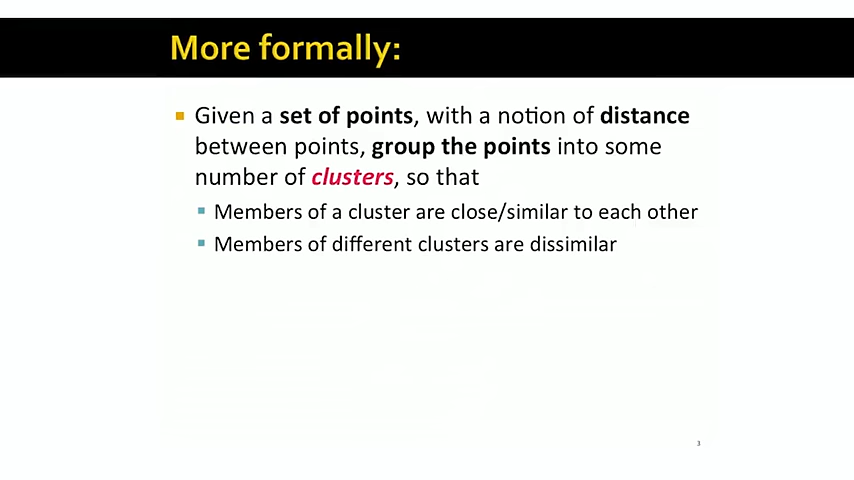 More formally:
Given a set of points, with a notion of distance
between points, group the points into some
number of clusters, so that
Members of a cluster are close/similar to each other
Members of different clusters are dissimilar
3